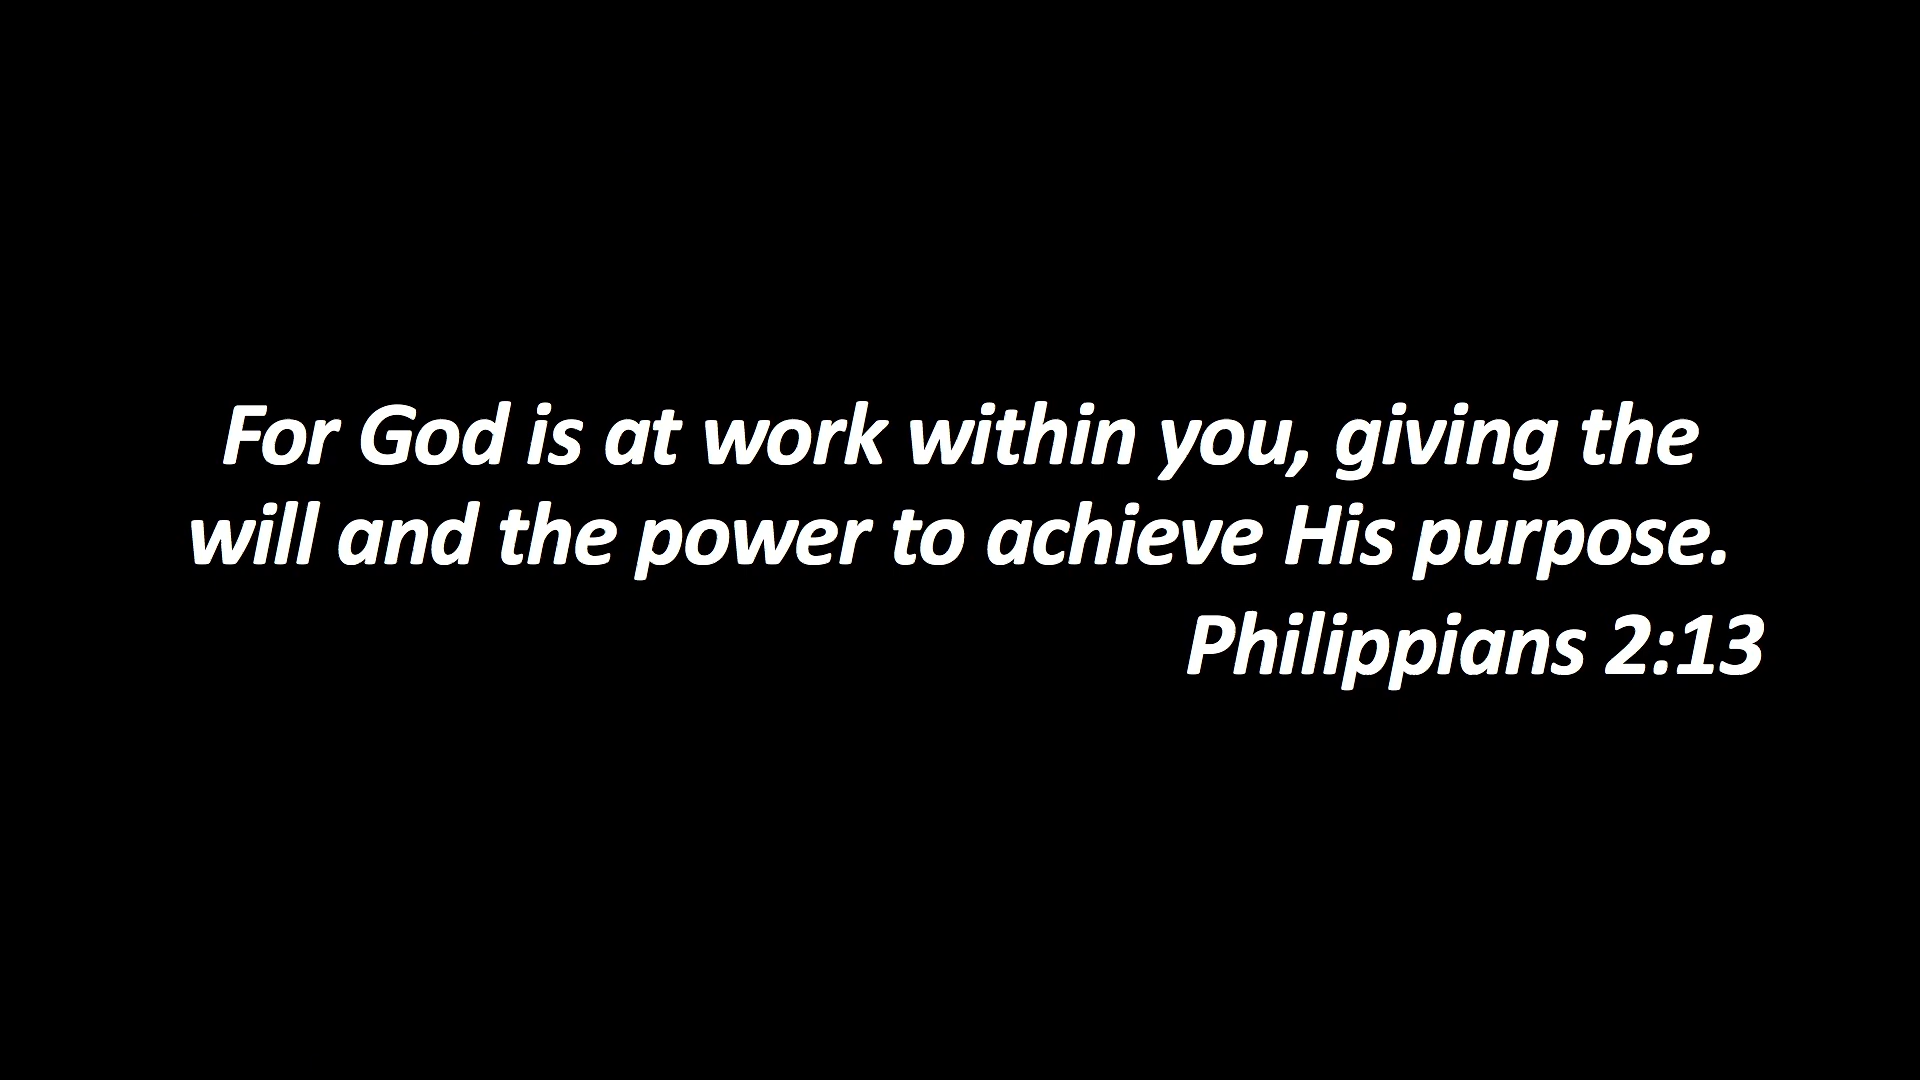 For God is at work within you, giving the
will and the power to achieve His purpose.
Philippians 2:13